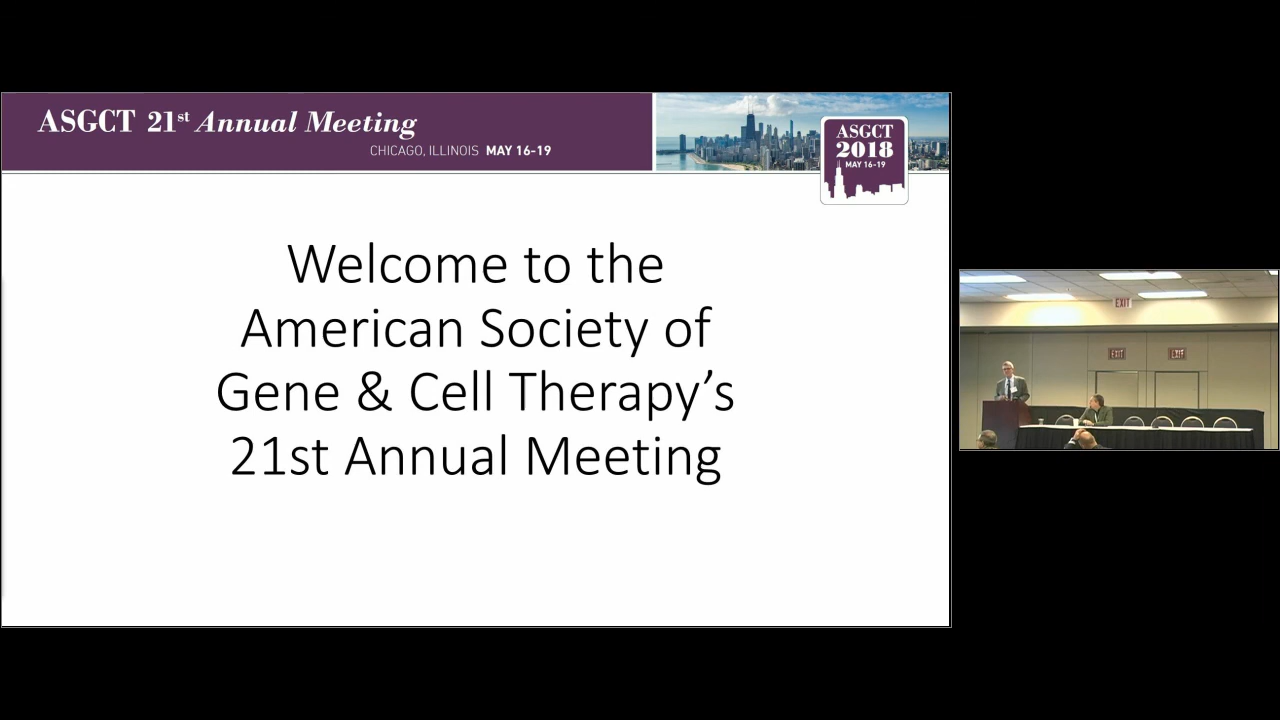 ASGCT 21st Annual Meeting
CHICAGO, ILLINOIS MAY 16-19
ASGCT
2018
MAY 16-19
Welcome to the
American Society of
Gene & Cell Therapy’s
21st Annual Meeting
EXIT
EXIT
EXIT